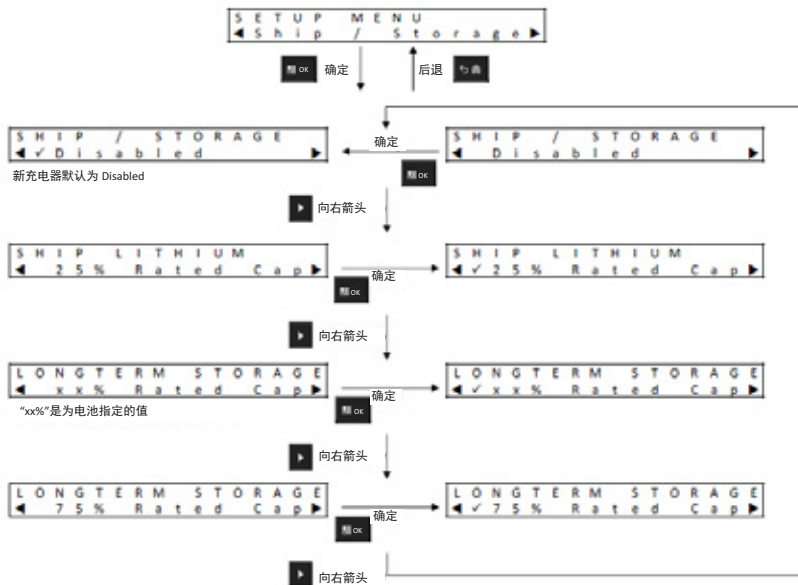 SETUP MENU
◀Ship / Storage▶
OK 确定
后退
SHIP / STORAGE
◀✓Disabled ▶
新充电器默认为 Disabled
确定
OK
SHIP / STORAGE
◀ Disabled ▶
向右箭头
SHIP LITHIUM
◀ 25% Rated Cap▶
确定
OK
SHIP LITHIUM
◀✓25% Rated Cap▶
向右箭头
LONGTERM STORAGE
◀ xx% Rated Cap▶
“xx%”是为电池指定的值
确定
OK
LONGTERM STORAGE
◀✓xx% Rated Cap▶
向右箭头
LONGTERM STORAGE
◀ 75% Rated Cap▶
确定
OK
LONGTERM STORAGE
◀✓75% Rated Cap▶
向右箭头